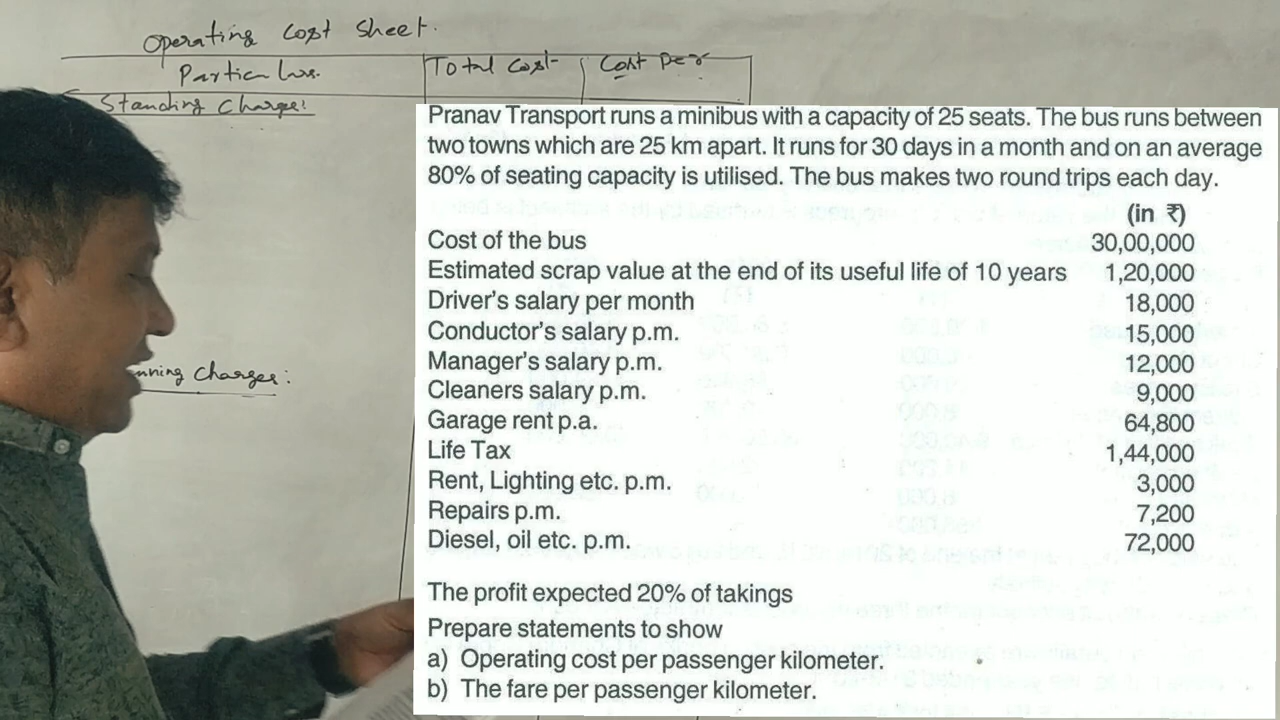 Operating Cost Sheet.
Particulars. Total Cost Cost Per
Standing Charge:
Charges:
Pranav Transport runs a minibus with a capacity of 25 seats. The bus runs between
two towns which are 25 km apart. It runs for 30 days in a month and on an average
80% of seating capacity is utilised. The bus makes two round trips each day.
(in ₹)
Cost of the bus 30,00,000
Estimated scrap value at the end of its useful life of 10 years 1,20,000
Driver's salary per month 18,000
Conductor's salary p.m. 15,000
Manager's salary p.m. 12,000
Cleaners salary p.m. 9,000
Garage rent p.a. 64,800
Life Tax 1,44,000
Rent, Lighting etc. p.m. 3,000
Repairs p.m. 7,200
Diesel, oil etc. p.m. 72,000
The profit expected 20% of takings
Prepare statements to show
a) Operating cost per passenger kilometer.
b) The fare per passenger kilometer.